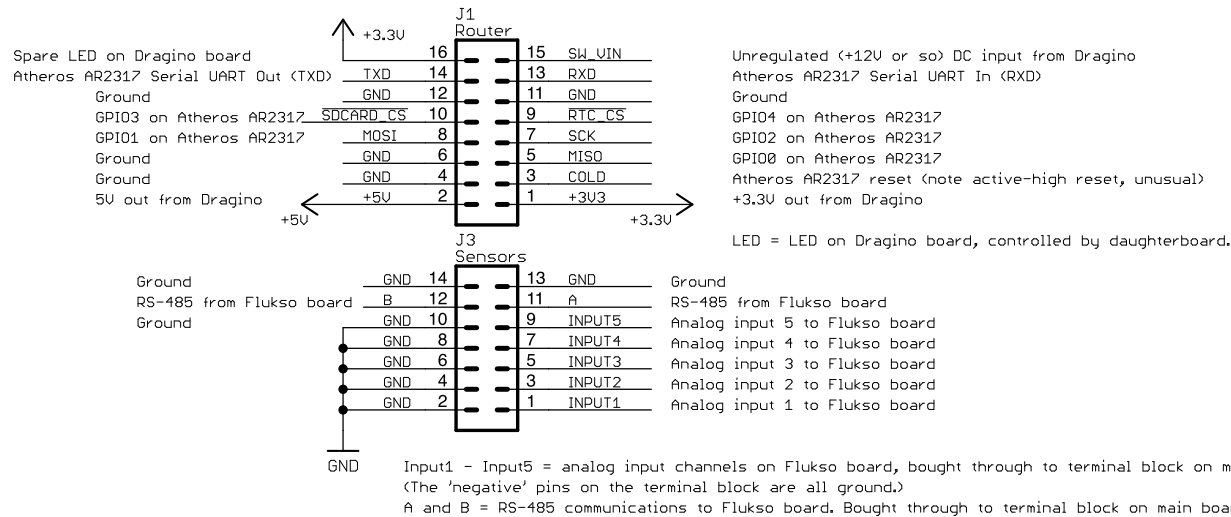 J1
Router
+3.3V
Spare LED on Dragino board 16 15 SW_VIN Unregulated (+12V or so) DC input from Dragino
Atheros AR2317 Serial UART Out (TXD) TXD 14 13 RXD Atheros AR2317 Serial UART In (RXD)
Ground GND 12 11 GND Ground
GPIO3 on Atheros AR2317 SDCARD_CS 10 9 RTC_CS GPIO4 on Atheros AR2317
GPIO1 on Atheros AR2317 MOSI 8 7 SCK GPIO2 on Atheros AR2317
Ground GND 6 5 MISO GPIO0 on Atheros AR2317
Ground GND 4 3 COLD Atheros AR2317 reset (note active-high reset, unusual)
5V out from Dragino +5V 2 1 +3V3 +3.3V out from Dragino
+5V +3.3V
LED = LED on Dragino board, controlled by daughterboard.
J3
Sensors
Ground GND 14 13 GND Ground
RS-485 from Flukso board B 12 11 A RS-485 from Flukso board
Ground GND 10 9 INPUT5 Analog input 5 to Flukso board
GND 8 7 INPUT4 Analog input 4 to Flukso board
GND 6 5 INPUT3 Analog input 3 to Flukso board
GND 4 3 INPUT2 Analog input 2 to Flukso board
GND 2 1 INPUT1 Analog input 1 to Flukso board
GND
Input1 - Input5 = analog input channels on Flukso board, bought through to terminal block on m
(The 'negative' pins on the terminal block are all ground.)
A and B = RS-485 communications to Flukso board. Bought through to terminal block on main boa